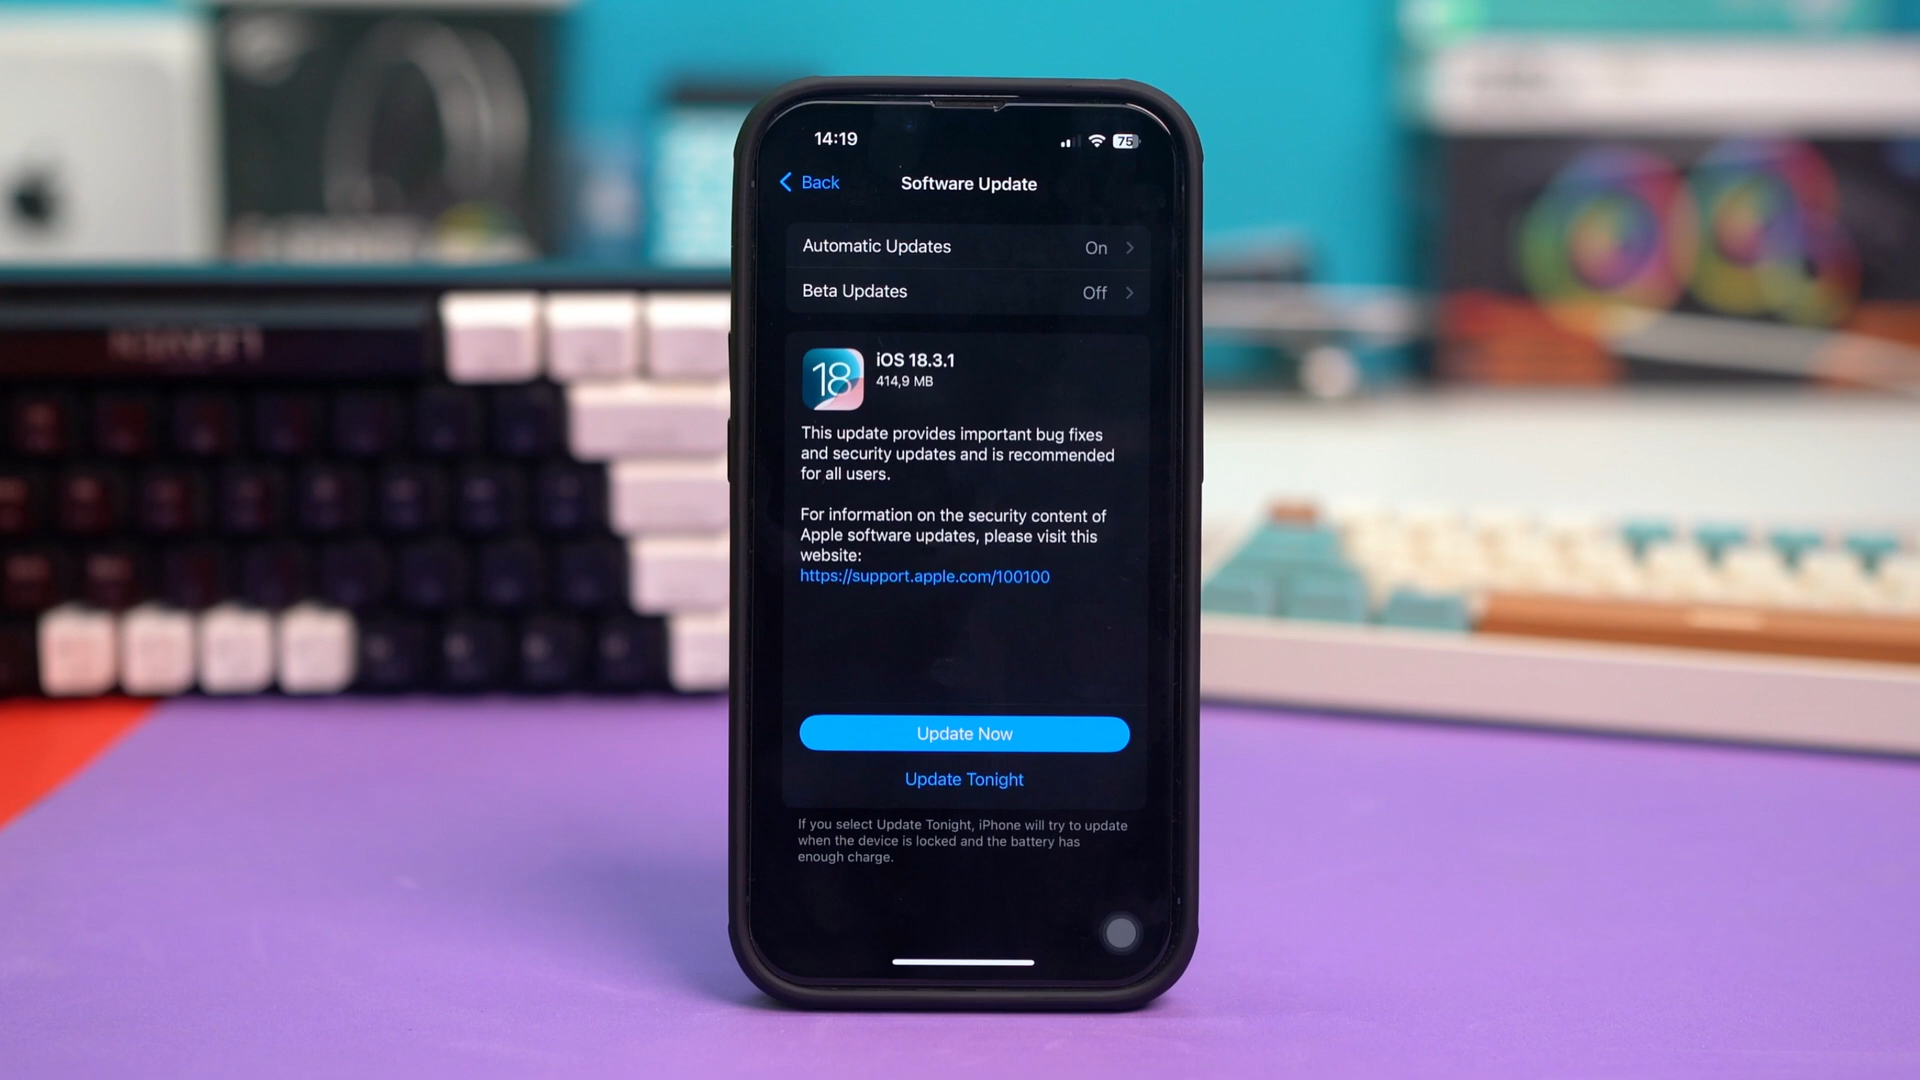 14:19
75
Back
Software Update
Automatic Updates
On
Beta Updates
Off
18
iOS 18.3.1
414,9 MB
This update provides important bug fixes
and security updates and is recommended
for all users.
For information on the security content of
Apple software updates, please visit this
website:
https://support.apple.com/100100
Update Now
Update Tonight
If you select Update Tonight, iPhone will try to update
when the device is locked and the battery has
enough charge.